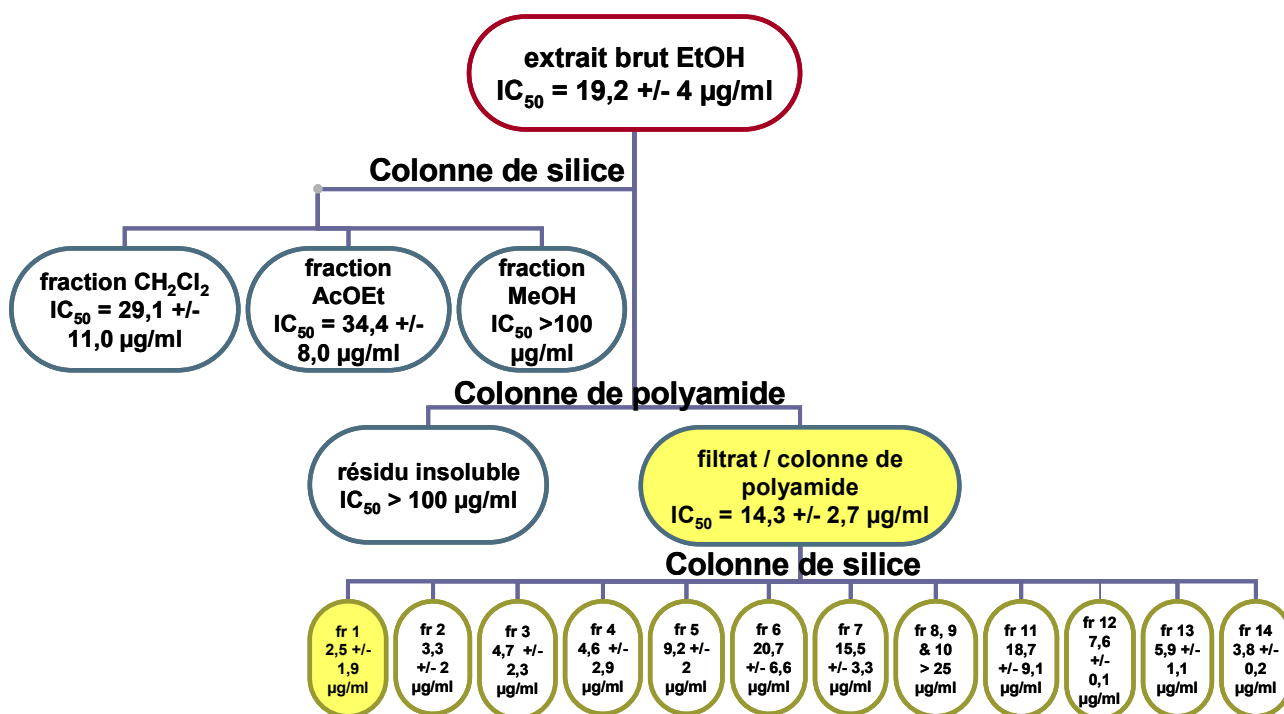 extrait brut EtOH
IC50 = 19,2 +/- 4 µg/ml
Colonne de silice
fraction CH2Cl2
IC50 = 29,1 +/-
11,0 µg/ml
fraction
AcOEt
IC50 = 34,4 +/-
8,0 µg/ml
fraction
MeOH
IC50 >100
µg/ml
Colonne de polyamide
résidu insoluble
IC50 > 100 µg/ml
filtrat / colonne de
polyamide
IC50 = 14,3 +/- 2,7 µg/ml
Colonne de silice
fr 1
2,5 +/-
1,9
µg/ml
fr 2
3,3
+/- 2
µg/ml
fr 3
4,7 +/-
2,3
µg/ml
fr 4
4,6 +/-
2,9
µg/ml
fr 5
9,2 +/-
2
µg/ml
fr 6
20,7
+/- 6,6
µg/ml
fr 7
15,5
+/- 3,3
µg/ml
fr 8, 9
& 10
> 25
µg/ml
fr 11
18,7
+/- 9,1
µg/ml
fr 12
7,6
+/-
0,1
µg/ml
fr 13
5,9 +/-
1,1
µg/ml
fr 14
3,8 +/-
0,2
µg/ml